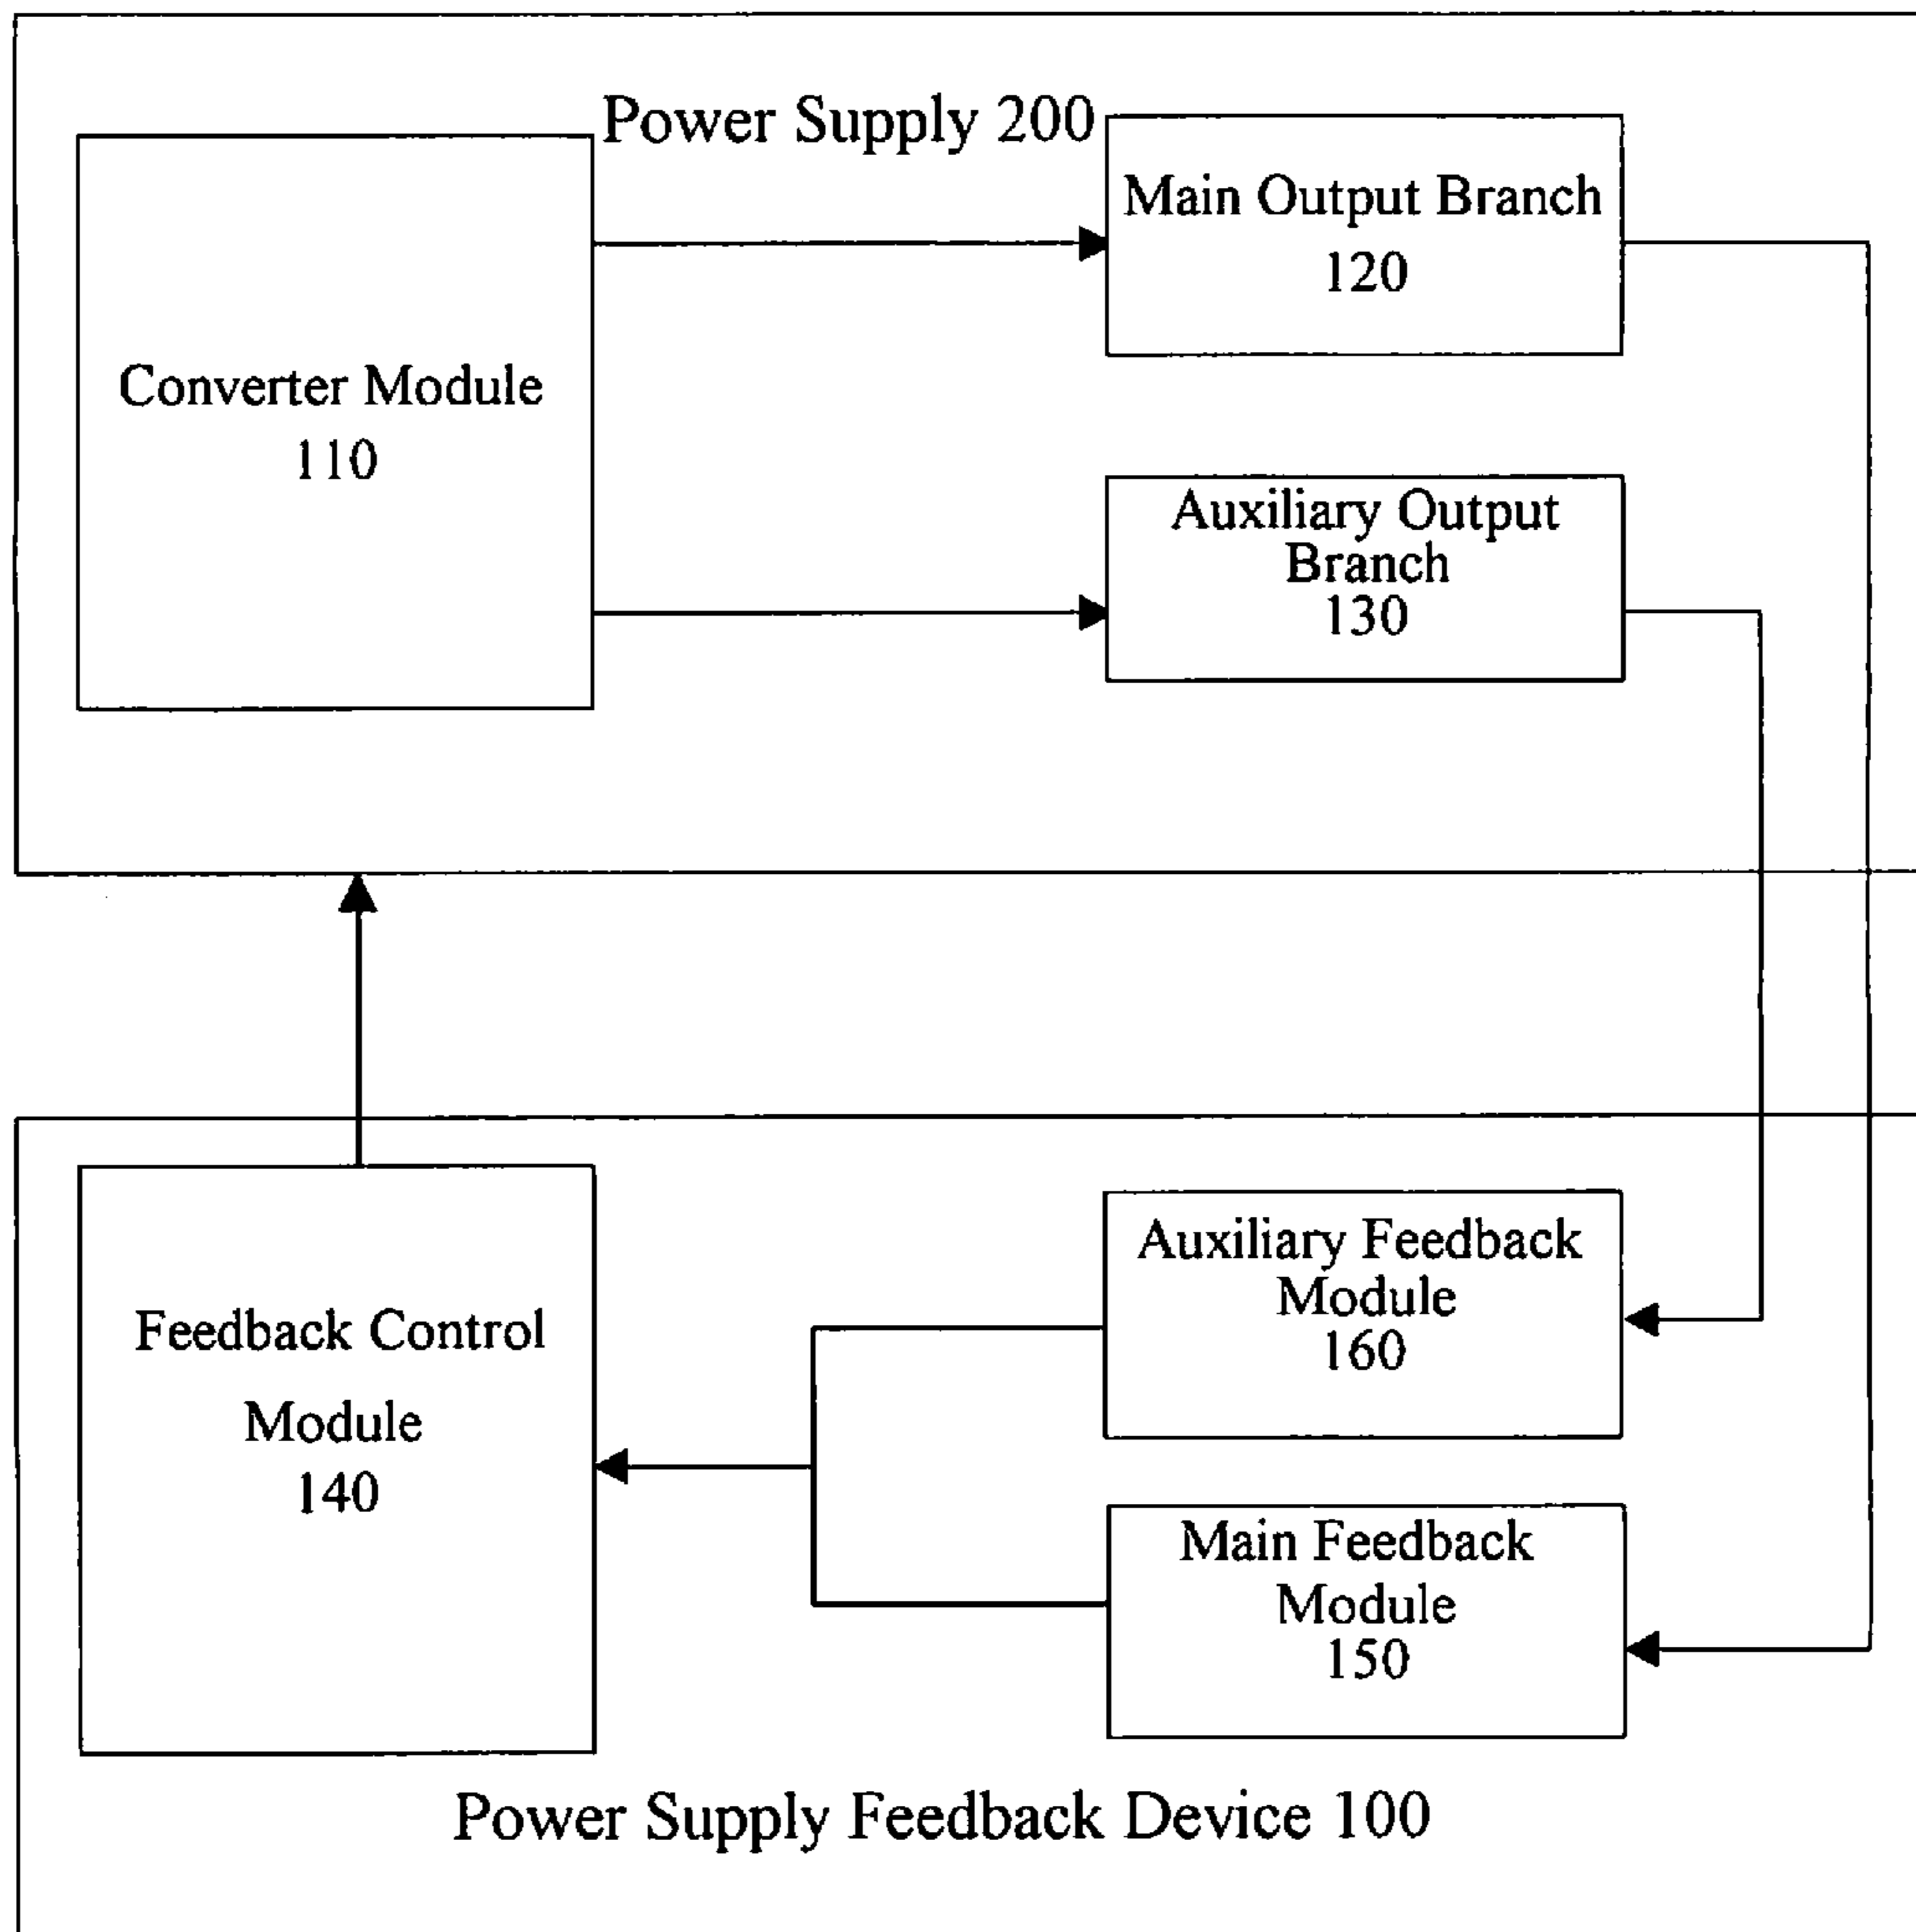 Power Supply 200
Converter Module
110
Main Output Branch
120
Auxiliary Output
Branch
130
Feedback Control
Module
140
Auxiliary Feedback
Module
160
Main Feedback
Module
150
Power Supply Feedback Device 100